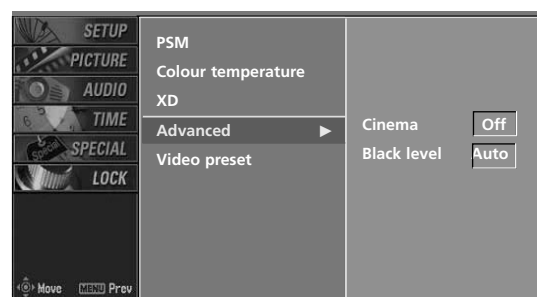 SETUP
PICTURE
AUDIO
TIME
SPECIAL
LOCK
Move MENU Prev
PSM
Colour temperature
XD
Advanced ▶
Video preset
Cinema Off
Black level Auto